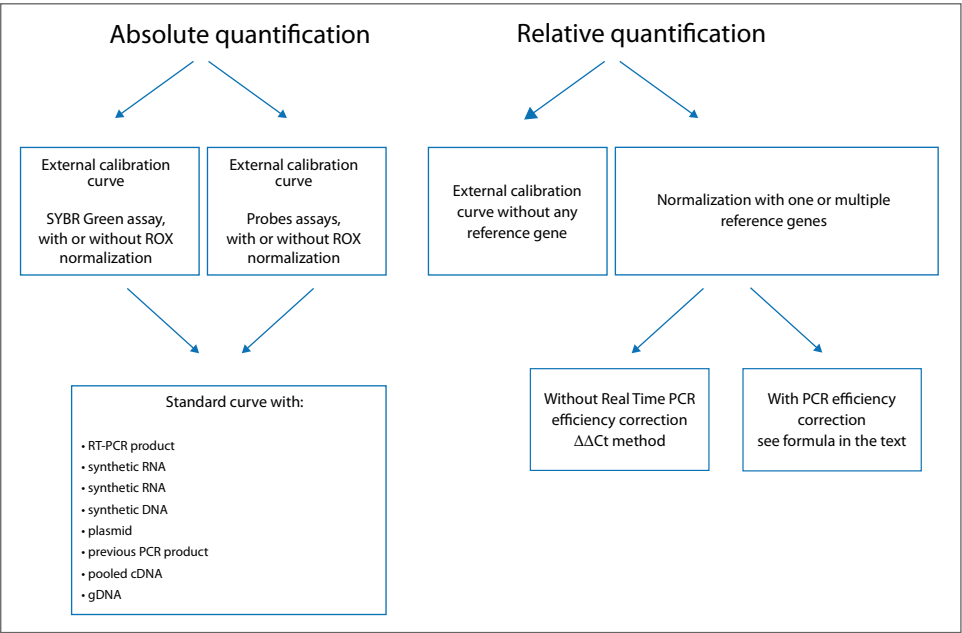 Absolute quantification
Relative quantification
External calibration
curve
SYBR Green assay,
with or without ROX
normalization
External calibration
curve
Probes assays,
with or without ROX
normalization
External calibration
curve without any
reference gene
Normalization with one or multiple
reference genes
Standard curve with:
• RT-PCR product
• synthetic RNA
• synthetic RNA
• synthetic DNA
• plasmid
• previous PCR product
• pooled cDNA
• gDNA
Without Real Time PCR
efficiency correction
ΔΔCt method
With PCR efficiency
correction
see formula in the text